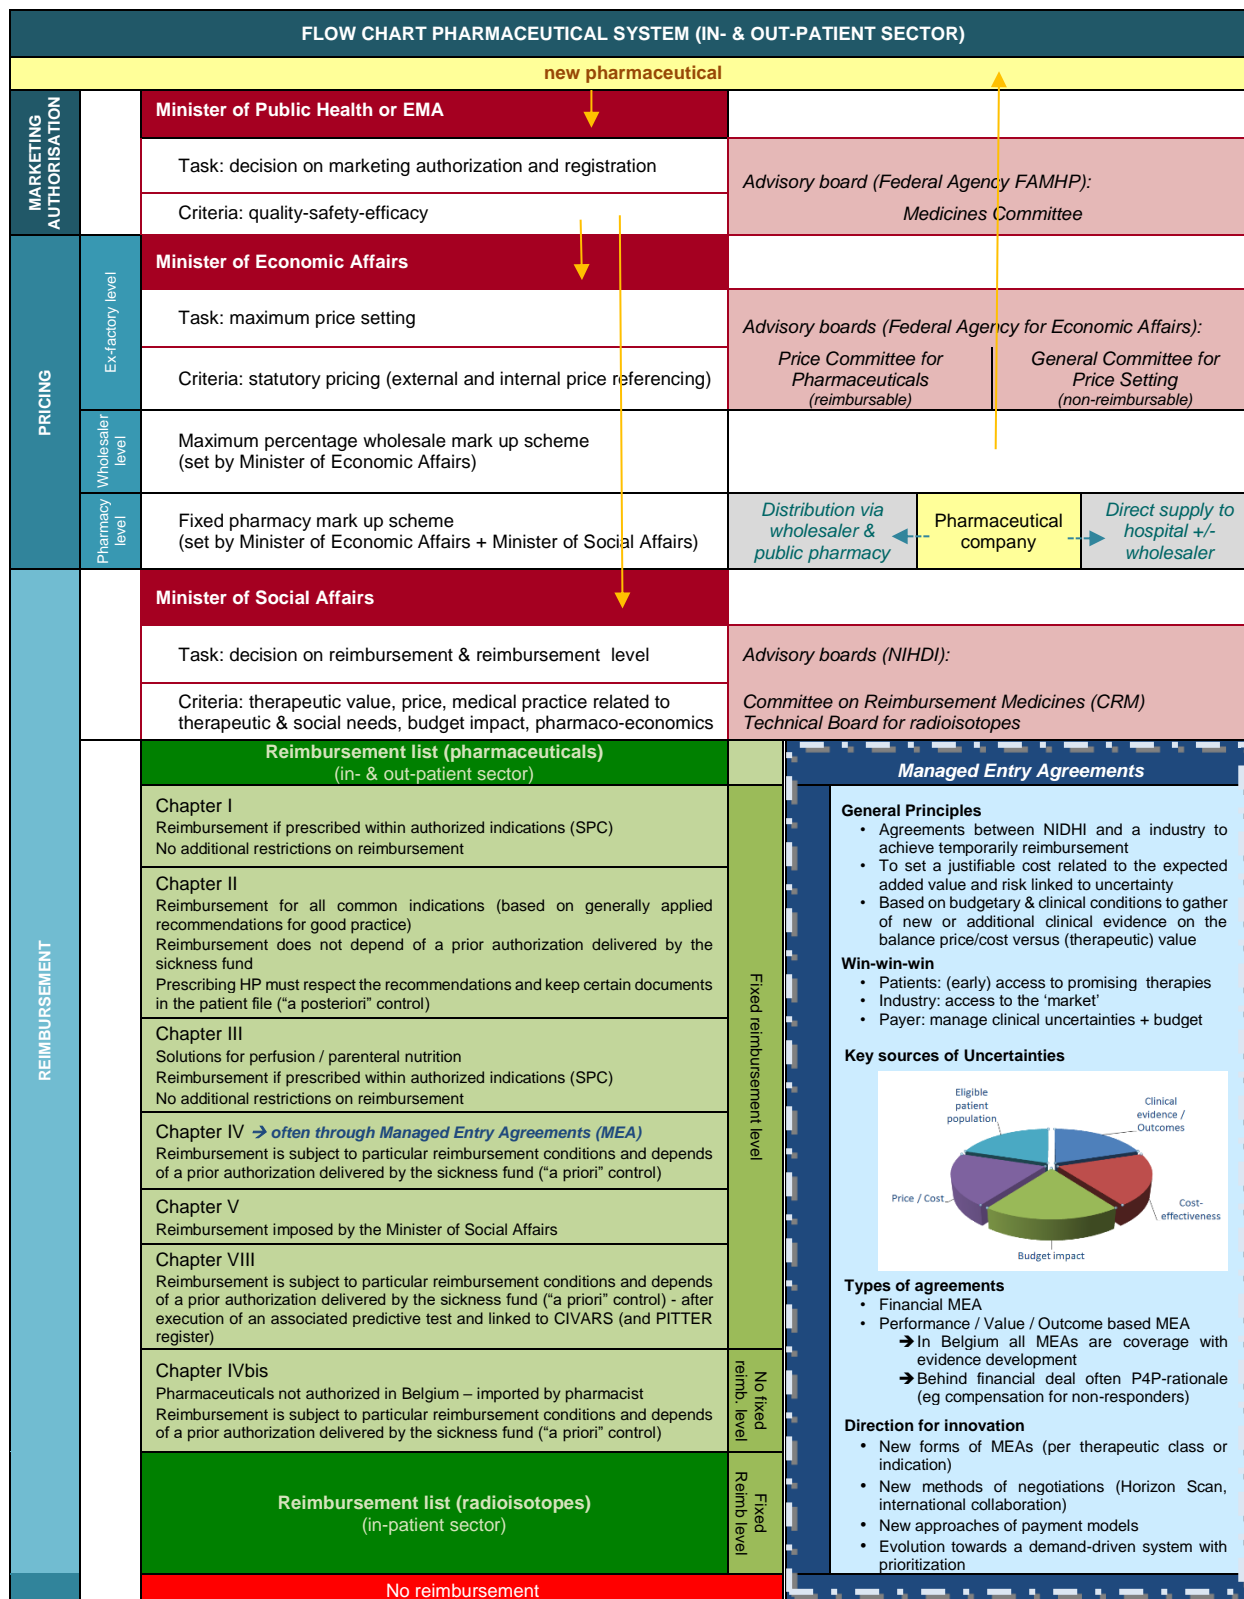 FLOW CHART PHARMACEUTICAL SYSTEM (IN- & OUT-PATIENT SECTOR)
new pharmaceutical
MARKETING
AUTHORISATION
Minister of Public Health or EMA
Task: decision on marketing authorization and registration
Criteria: quality-safety-efficacy
Advisory board (Federal Agency FAMHP):
Medicines Committee
PRICING
Ex-factory level
Minister of Economic Affairs
Task: maximum price setting
Criteria: statutory pricing (external and internal price referencing)
Advisory boards (Federal Agency for Economic Affairs):
Price Committee for
Pharmaceuticals
(reimbursable)
General Committee for
Price Setting
(non-reimbursable)
Wholesaler
level
Maximum percentage wholesale mark up scheme
(set by Minister of Economic Affairs)
Pharmacy
level
Fixed pharmacy mark up scheme
(set by Minister of Economic Affairs + Minister of Social Affairs)
Distribution via
wholesaler &
public pharmacy
Pharmaceutical
company
Direct supply to
hospital +/-
wholesaler
REIMBURSEMENT
Minister of Social Affairs
Task: decision on reimbursement & reimbursement level
Criteria: therapeutic value, price, medical practice related to
therapeutic & social needs, budget impact, pharmaco-economics
Advisory boards (NIHDI):
Committee on Reimbursement Medicines (CRM)
Technical Board for radioisotopes
Reimbursement list (pharmaceuticals)
(in- & out-patient sector)
Chapter I
Reimbursement if prescribed within authorized indications (SPC)
No additional restrictions on reimbursement
Chapter II
Reimbursement for all common indications (based on generally applied
recommendations for good practice)
Reimbursement does not depend of a prior authorization delivered by the
sickness fund
Prescribing HP must respect the recommendations and keep certain documents
in the patient file ("a posteriori" control)
Chapter III
Solutions for perfusion / parenteral nutrition
Reimbursement if prescribed within authorized indications (SPC)
No additional restrictions on reimbursement
Chapter IV → often through Managed Entry Agreements (MEA)
Reimbursement is subject to particular reimbursement conditions and depends
of a prior authorization delivered by the sickness fund ("a priori" control)
Chapter V
Reimbursement imposed by the Minister of Social Affairs
Chapter VIII
Reimbursement is subject to particular reimbursement conditions and depends
of a prior authorization delivered by the sickness fund ("a priori" control) - after
execution of an associated predictive test and linked to CIVARS (and PITTER
register)
Fixed reimbursement level
Chapter IVbis
Pharmaceuticals not authorized in Belgium – imported by pharmacist
Reimbursement is subject to particular reimbursement conditions and depends
of a prior authorization delivered by the sickness fund ("a priori" control)
No fixed
reimb. level
Reimbursement list (radioisotopes)
(in-patient sector)
Fixed
Reimb level
No reimbursement
Managed Entry Agreements
General Principles
• Agreements between NIDHI and a industry to
achieve temporarily reimbursement
• To set a justifiable cost related to the expected
added value and risk linked to uncertainty
• Based on budgetary & clinical conditions to gather
of new or additional clinical evidence on the
balance price/cost versus (therapeutic) value
Win-win-win
• Patients: (early) access to promising therapies
• Industry: access to the 'market'
• Payer: manage clinical uncertainties + budget
Key sources of Uncertainties
Eligible
patient
population
Clinical
evidence /
Outcomes
Price / Cost
Cost-
effectiveness
Budget impact
Types of agreements
• Financial MEA
• Performance / Value / Outcome based MEA
→ In Belgium all MEAs are coverage with
evidence development
→ Behind financial deal often P4P-rationale
(eg compensation for non-responders)
Direction for innovation
• New forms of MEAs (per therapeutic class or
indication)
• New methods of negotiations (Horizon Scan,
international collaboration)
• New approaches of payment models
• Evolution towards a demand-driven system with
prioritization